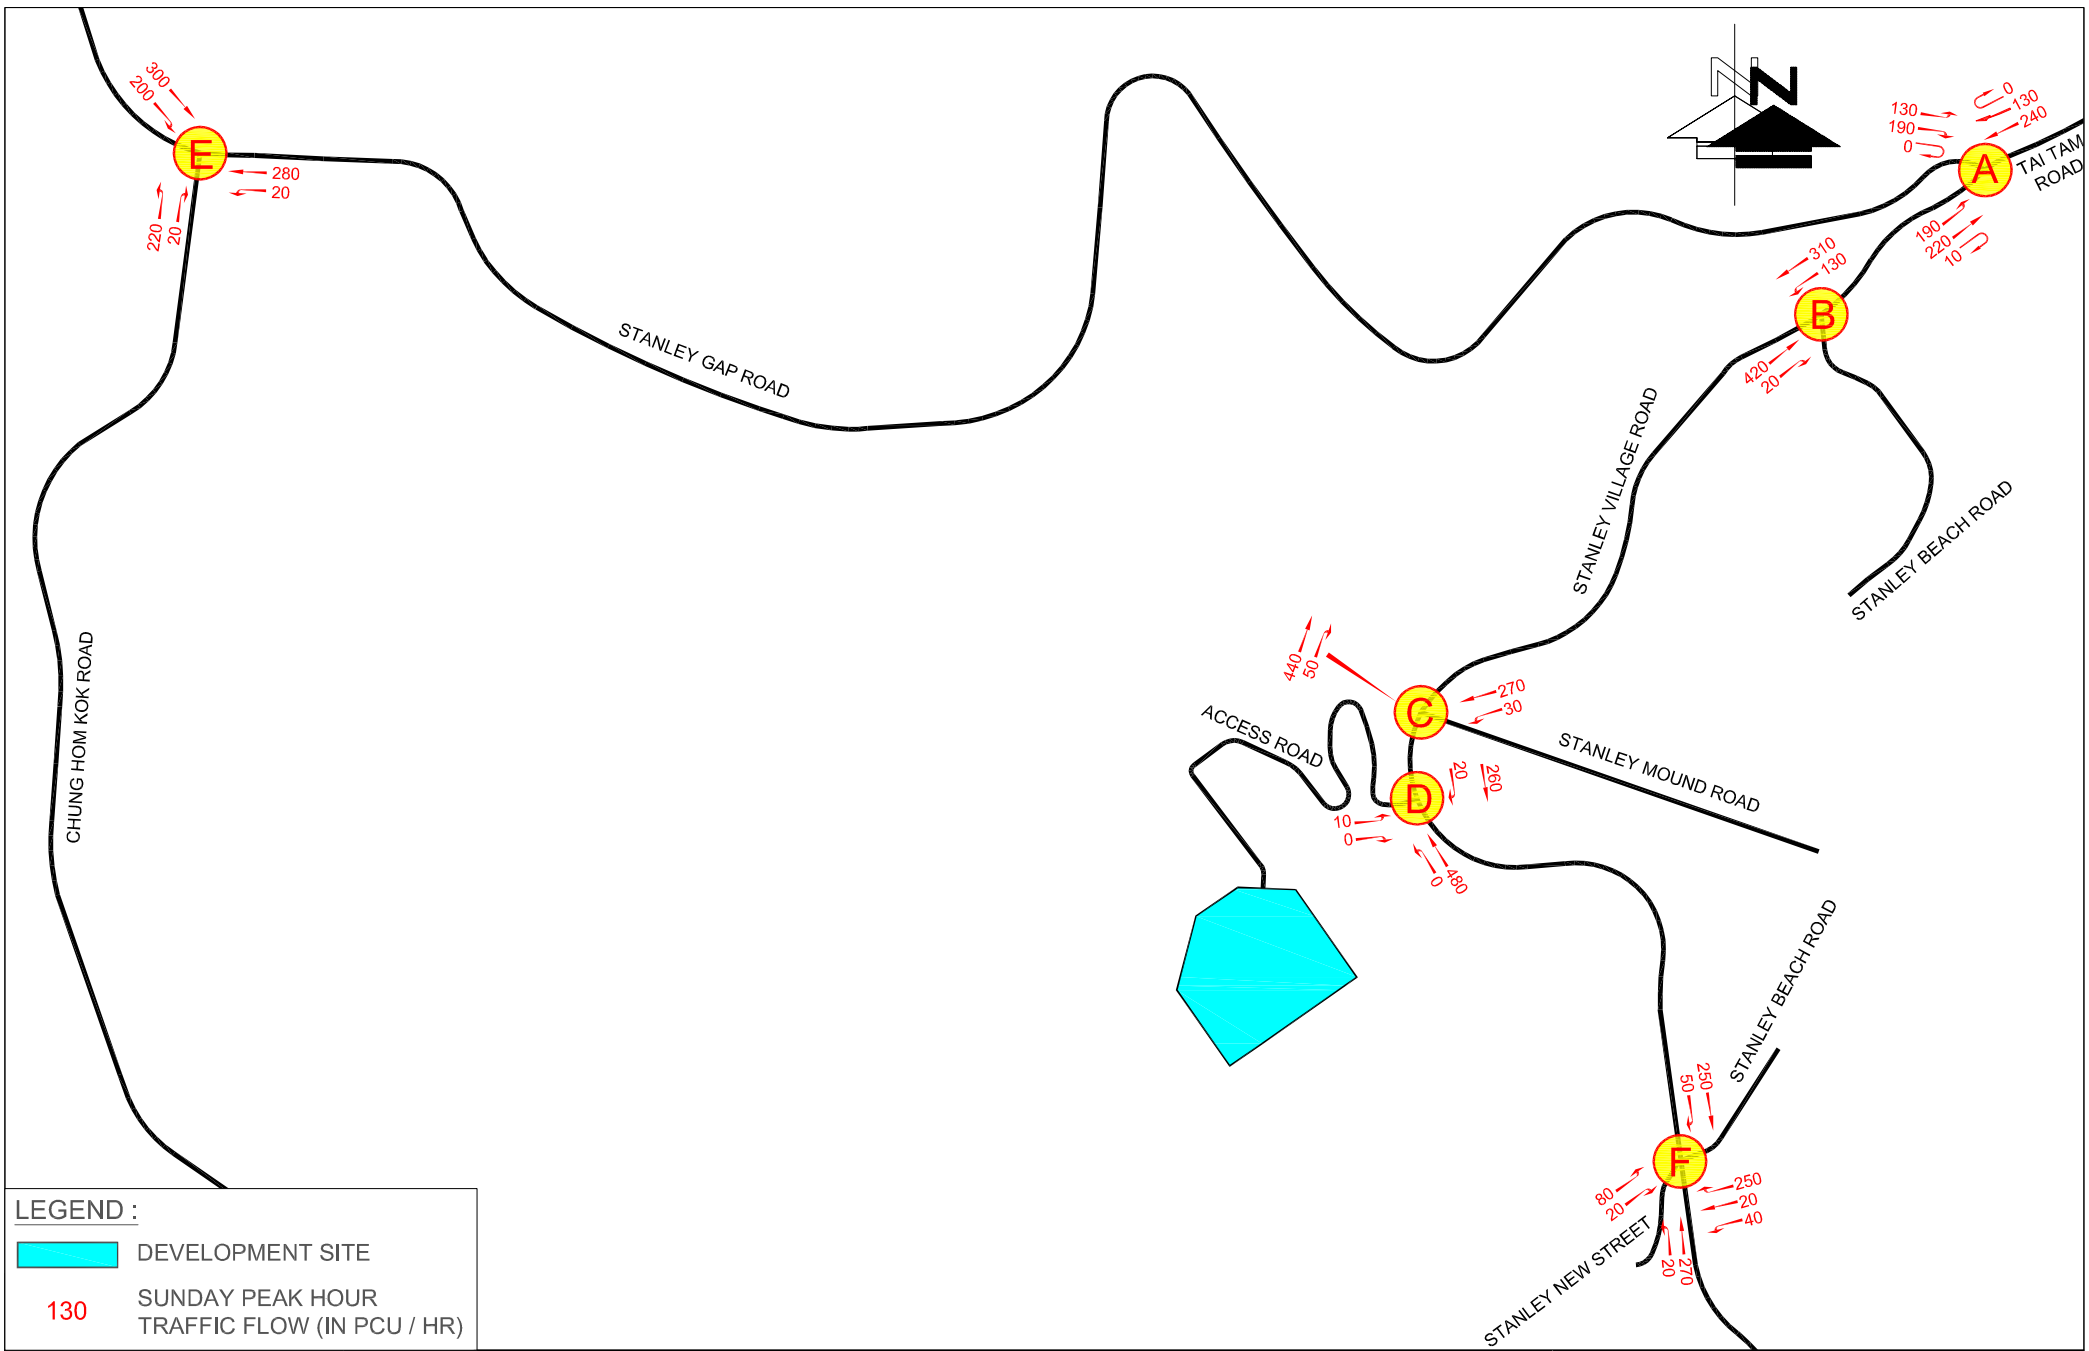 300
200
E
280
20
220
20
N
N
0
130
240
130
190
0
A
TAI TAM
ROAD
190
220
10
310
130
B
420
20
STANLEY GAP ROAD
STANLEY VILLAGE ROAD
STANLEY BEACH ROAD
CHUNG HOM KOK ROAD
440
50
C
270
30
ACCESS ROAD
STANLEY MOUND ROAD
20
260
D
10
0
0
480
STANLEY BEACH ROAD
50
250
F
80
20
250
20
40
20
270
STANLEY NEW STREET
LEGEND :
DEVELOPMENT SITE
130
SUNDAY PEAK HOUR
TRAFFIC FLOW (IN PCU / HR)